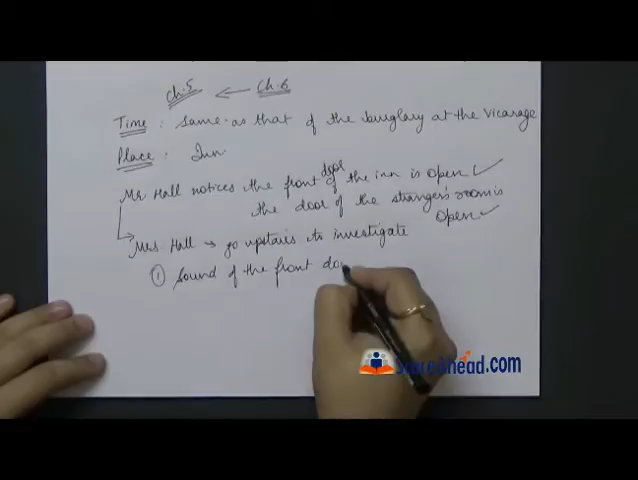 Ch.5 ← Ch.6
Time : same as that of the burglary at the Vicarage
Place : Inn
Mr Hall notices the front door of the inn is open ✓
the door of the stranger's room is
open ✓
Mrs. Hall → go upstairs to investigate
① sound of the front doo
ScoreAhead.com